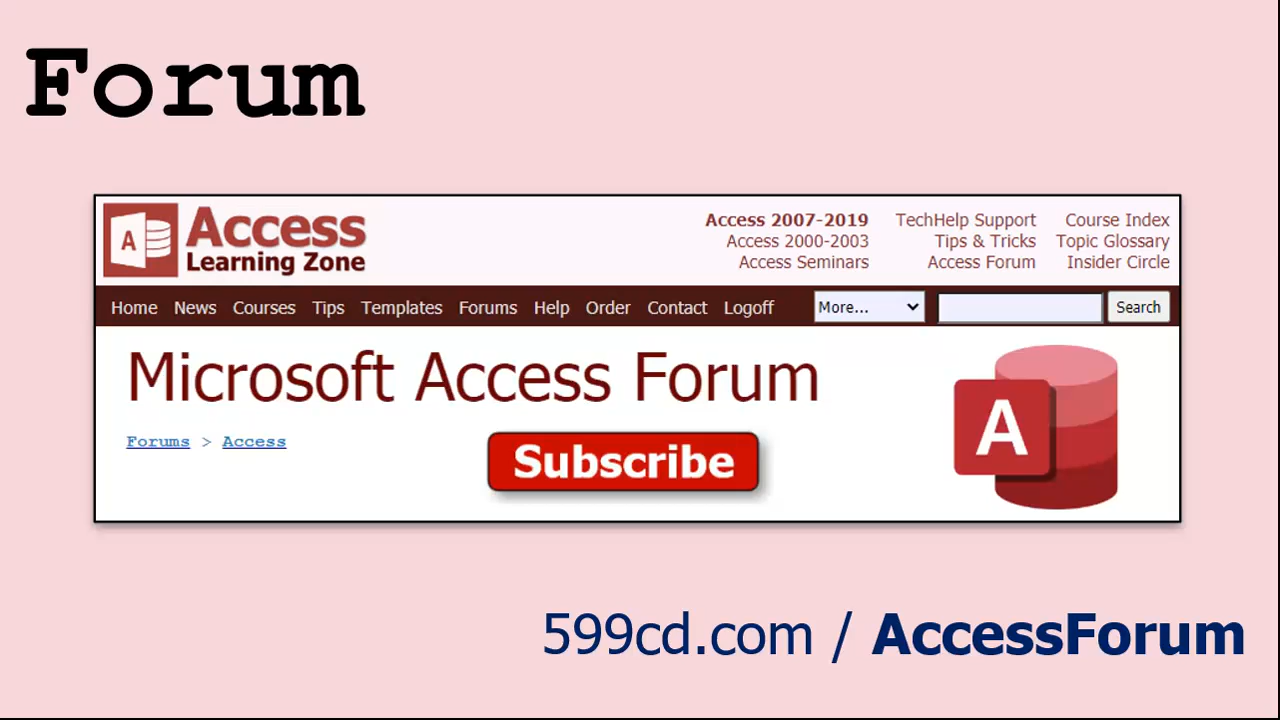 Forum
A Access
Learning Zone
Access 2007-2019 TechHelp Support Course Index
Access 2000-2003 Tips & Tricks Topic Glossary
Access Seminars Access Forum Insider Circle
Home News Courses Tips Templates Forums Help Order Contact Logoff More... Search
Microsoft Access Forum
A
Forums > Access
Subscribe
599cd.com / AccessForum